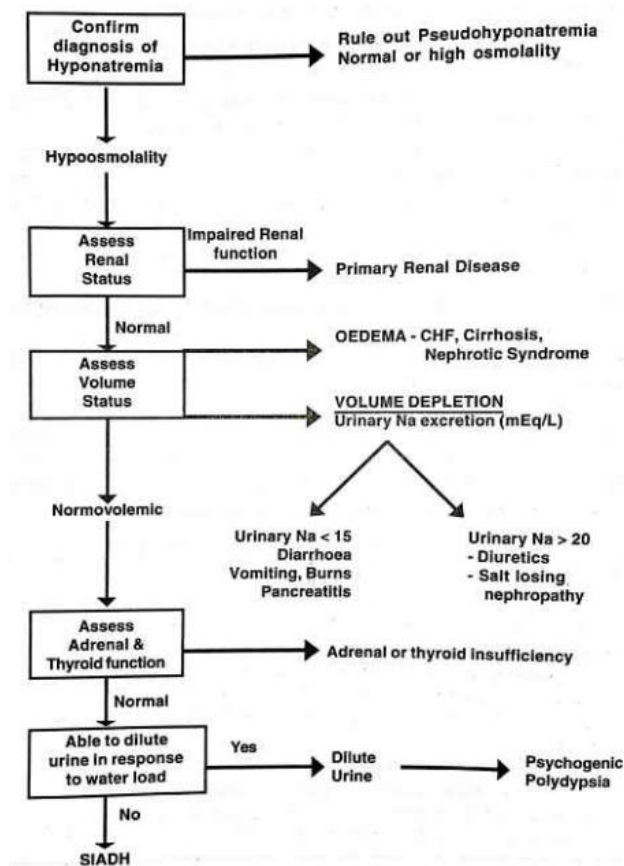 Confirm
diagnosis of
Hyponatremia
Rule out Pseudohyponatremia
Normal or high osmolality
Hypoosmolality
Assess
Renal
Status
Impaired Renal
function
Primary Renal Disease
Normal
Assess
Volume
Status
OEDEMA - CHF, Cirrhosis,
Nephrotic Syndrome
VOLUME DEPLETION
Urinary Na excretion (mEq/L)
Normovolemic
Urinary Na < 15
Diarrhoea
Vomiting, Burns
Pancreatitis
Urinary Na > 20
- Diuretics
- Salt losing
nephropathy
Assess
Adrenal &
Thyroid function
Adrenal or thyroid insufficiency
Normal
Able to dilute
urine in response
to water load
Yes
Dilute
Urine
Psychogenic
Polydypsia
No
SIADH